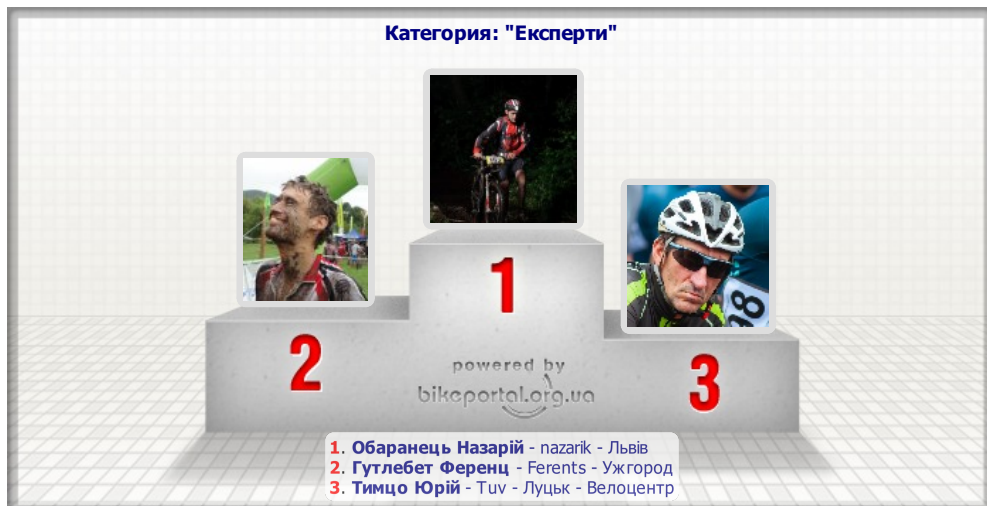 Категория: "Експерти"
1
2
3
98
powered by
bikeportal.org.ua
1. Обаранець Назарій - nazarik - Львів
2. Гутлебет Ференц - Ferents - Ужгород
3. Тимцо Юрій - Tuv - Луцьк - Велоцентр